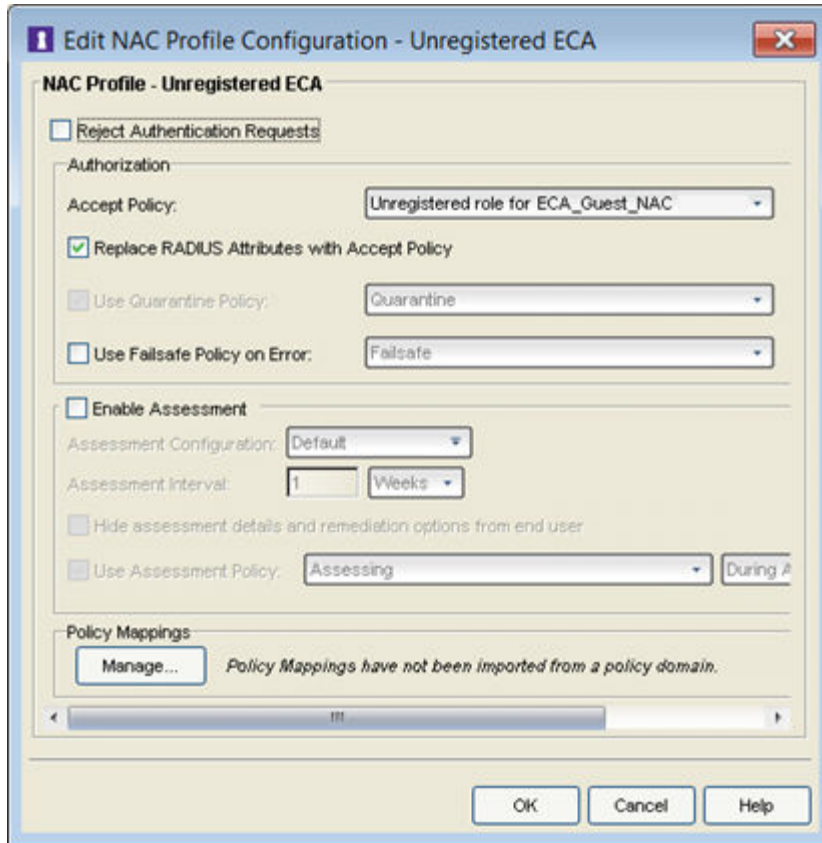 Edit NAC Profile Configuration - Unregistered ECA
NAC Profile - Unregistered ECA
Reject Authentication Requests
Authorization
Accept Policy: Unregistered role for ECA_Guest_NAC
Replace RADIUS Attributes with Accept Policy
Use Quarantine Policy: Quarantine
Use Failsafe Policy on Error: Failsafe
Enable Assessment
Assessment Configuration: Default
Assessment Interval: 1 Weeks
Hide assessment details and remediation options from end user
Use Assessment Policy: Assessing During A
Policy Mappings
Manage... Policy Mappings have not been imported from a policy domain.
OK Cancel Help